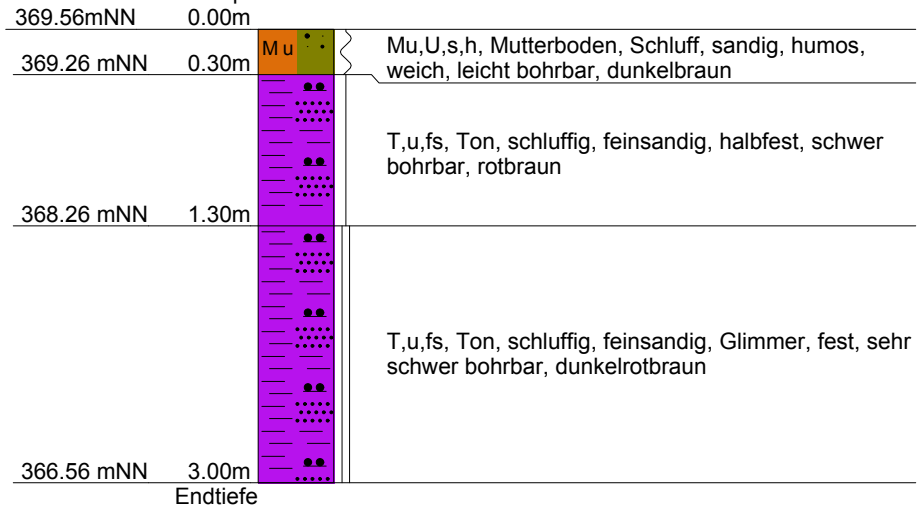 369.56mNN 0.00m
Mu
Mu,U,s,h, Mutterboden, Schluff, sandig, humos,
369.26 mNN 0.30m
weich, leicht bohrbar, dunkelbraun
T,u,fs, Ton, schluffig, feinsandig, halbfest, schwer
bohrbar, rotbraun
368.26 mNN 1.30m
T,u,fs, Ton, schluffig, feinsandig, Glimmer, fest, sehr
schwer bohrbar, dunkelrotbraun
366.56 mNN 3.00m
Endtiefe